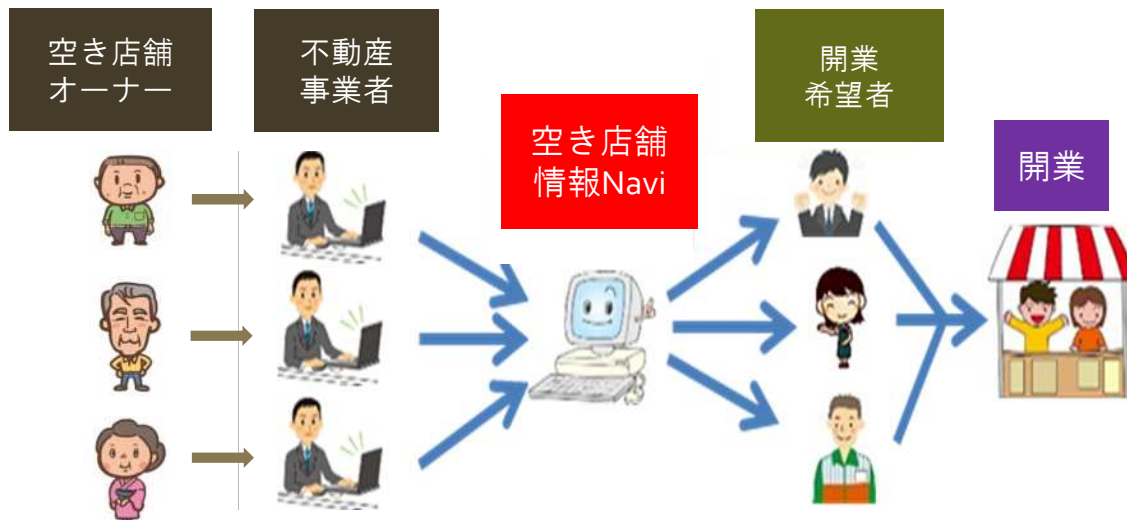 空き店舗
オーナー
不動産
事業者
空き店舗
情報Navi
開業
希望者
開業